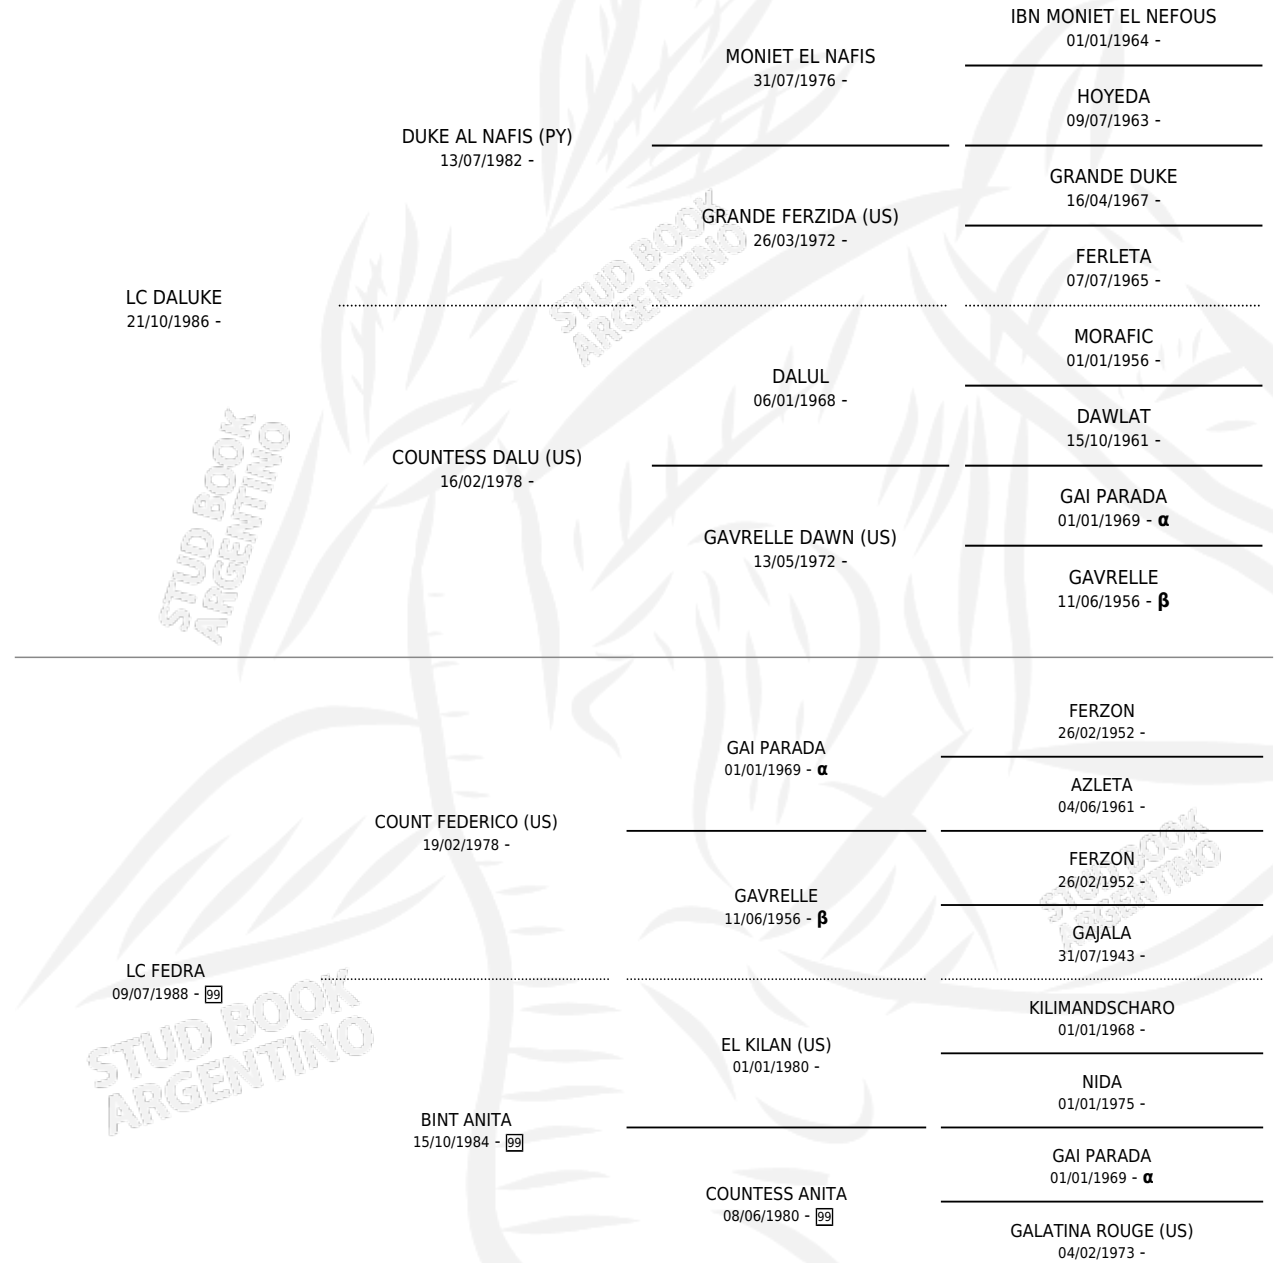 IBN MONIET EL NEFOUS
01/01/1964 -
MONIET EL NAFIS
31/07/1976 -
HOYEDA
09/07/1963 -
DUKE AL NAFIS (PY)
13/07/1982 -
GRANDE DUKE
16/04/1967 -
GRANDE FERZIDA (US)
26/03/1972 -
FERLETA
07/07/1965 -
LC DALUKE
21/10/1986 -
MORAFIC
01/01/1956 -
DALUL
06/01/1968 -
DAWLAT
15/10/1961 -
COUNTESS DALU (US)
16/02/1978 -
GAI PARADA
01/01/1969 - α
GAVRELLE DAWN (US)
13/05/1972 -
GAVRELLE
11/06/1956 - β
FERZON
26/02/1952 -
GAI PARADA
01/01/1969 - α
AZLETA
04/06/1961 -
COUNT FEDERICO (US)
19/02/1978 -
FERZON
26/02/1952 -
GAVRELLE
11/06/1956 - β
GAJALA
31/07/1943 -
LC FEDRA
09/07/1988 - 99
KILIMANDSCHARO
01/01/1968 -
EL KILAN (US)
01/01/1980 -
NIDA
01/01/1975 -
BINT ANITA
15/10/1984 - 99
GAI PARADA
01/01/1969 - α
COUNTESS ANITA
08/06/1980 - 99
GALATINA ROUGE (US)
04/02/1973 -
STUD BOOK
ARGENTINO
STUD BOOK
ARGENTINO
STUD BOOK
ARGENTINO
STUD BOOK
ARGENTINO